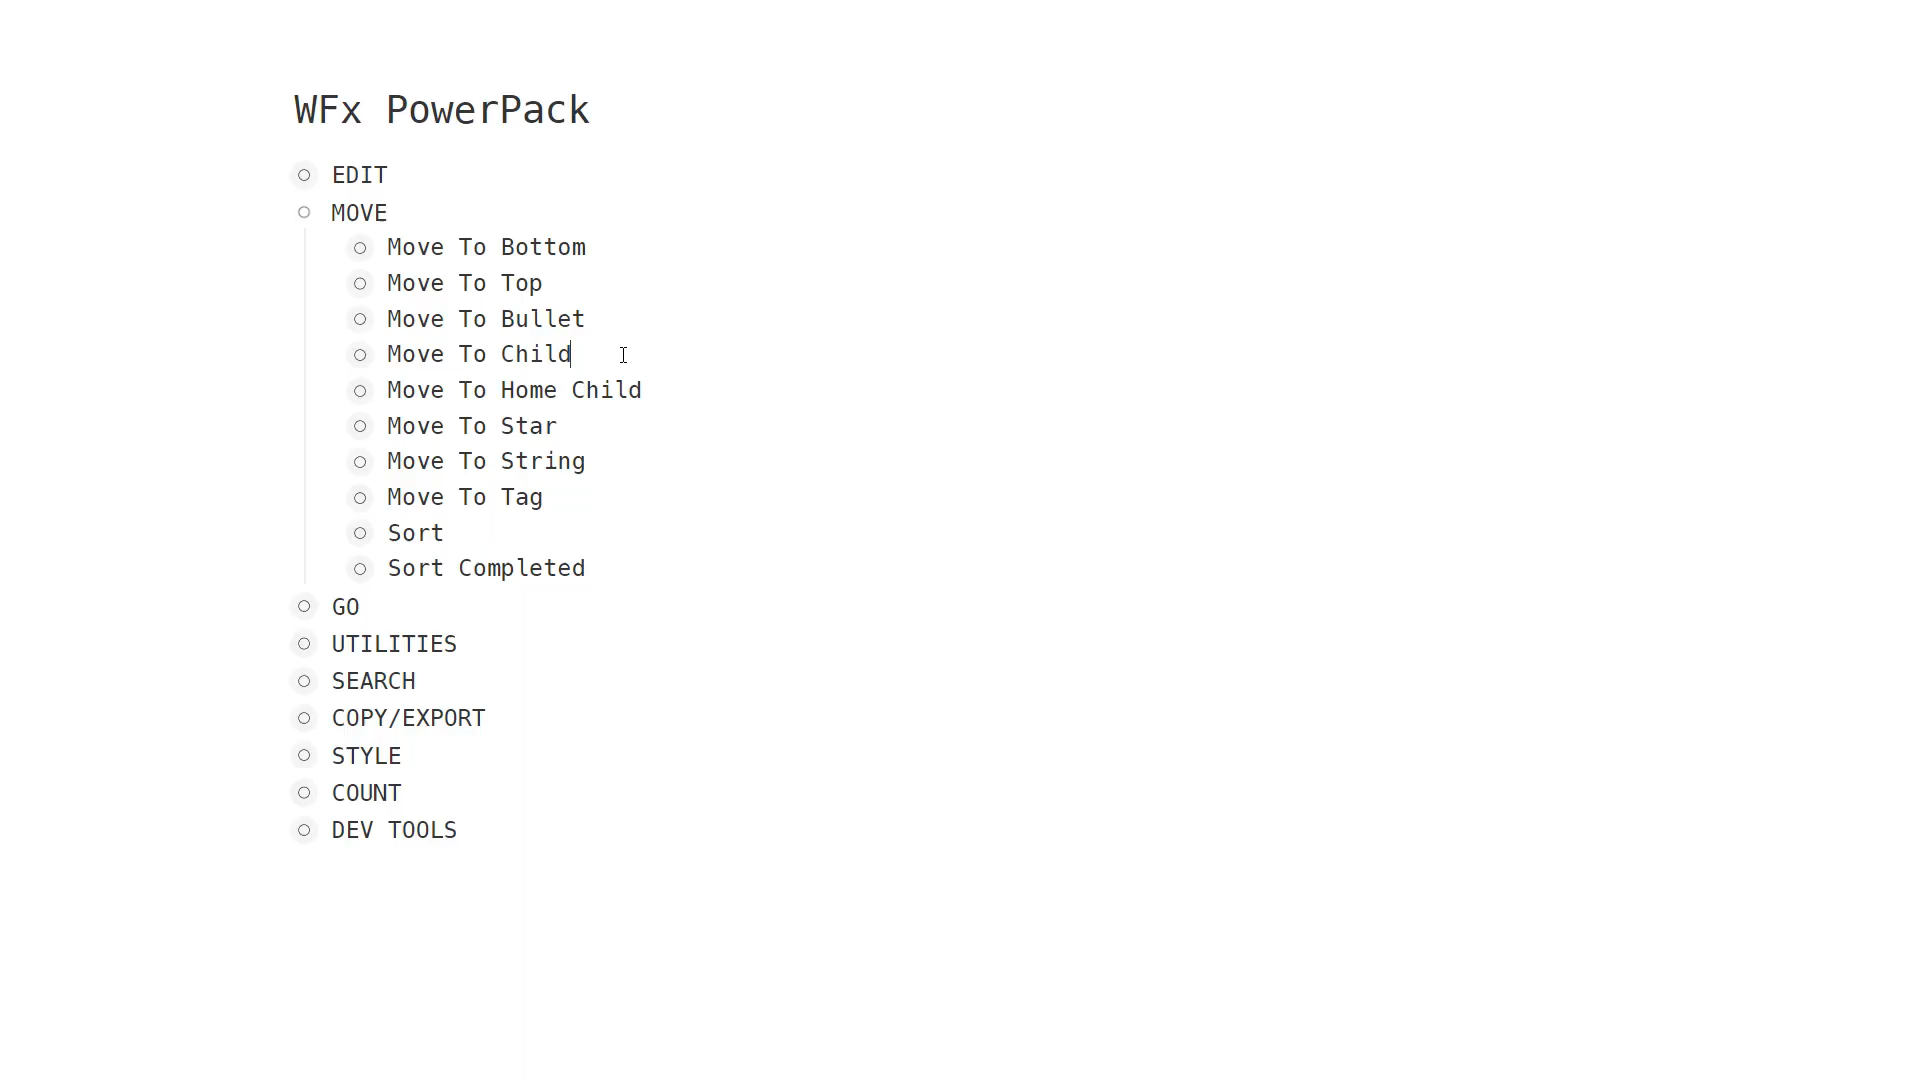 WFx PowerPack
EDIT
MOVE
Move To Bottom
Move To Top
Move To Bullet
Move To Child
Move To Home Child
Move To Star
Move To String
Move To Tag
Sort
Sort Completed
GO
UTILITIES
SEARCH
COPY/EXPORT
STYLE
COUNT
DEV TOOLS